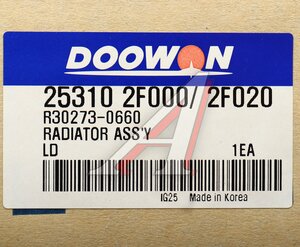 DOOWON
25310 2F000/ 2F020
R30273-0660
RADIATOR ASS'Y
LD 1EA
IG25 Made in Korea